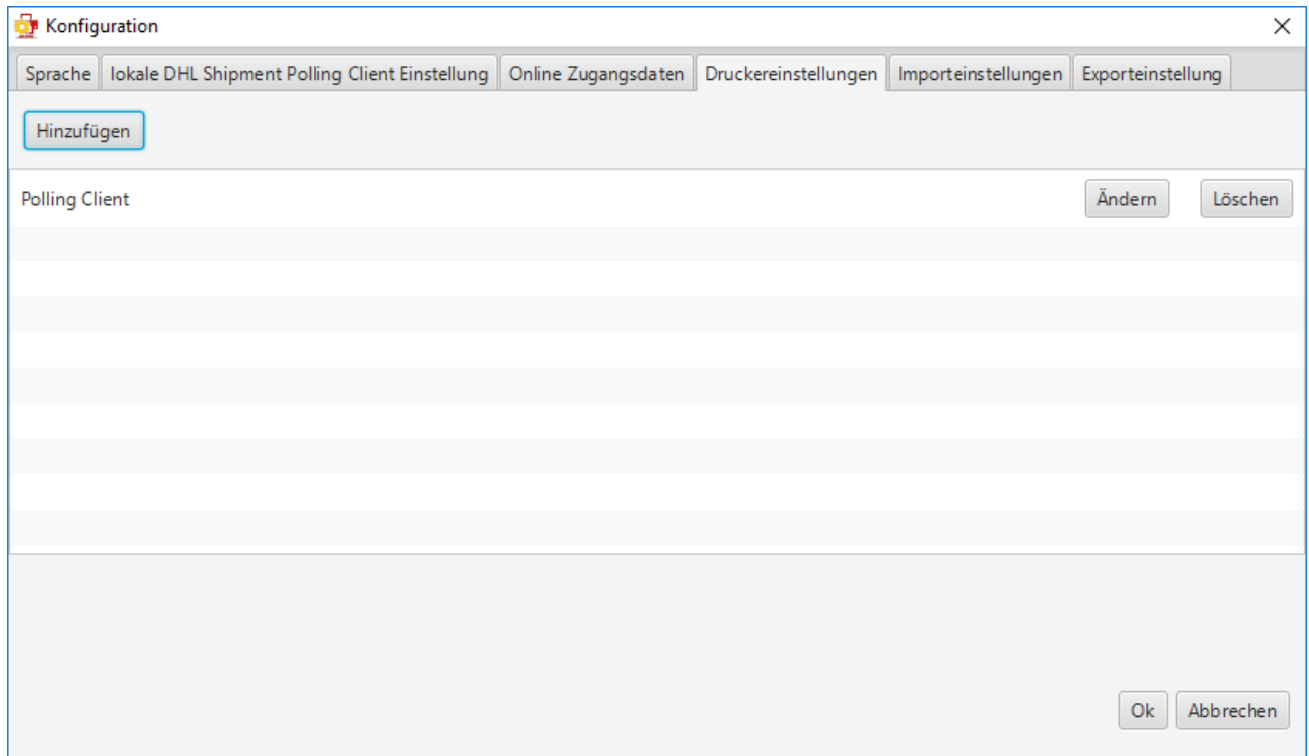 Konfiguration
Sprache lokale DHL Shipment Polling Client Einstellung Online Zugangsdaten Druckereinstellungen Importeinstellungen Exporteinstellung
Hinzufügen
Polling Client Ändern Löschen
Ok Abbrechen